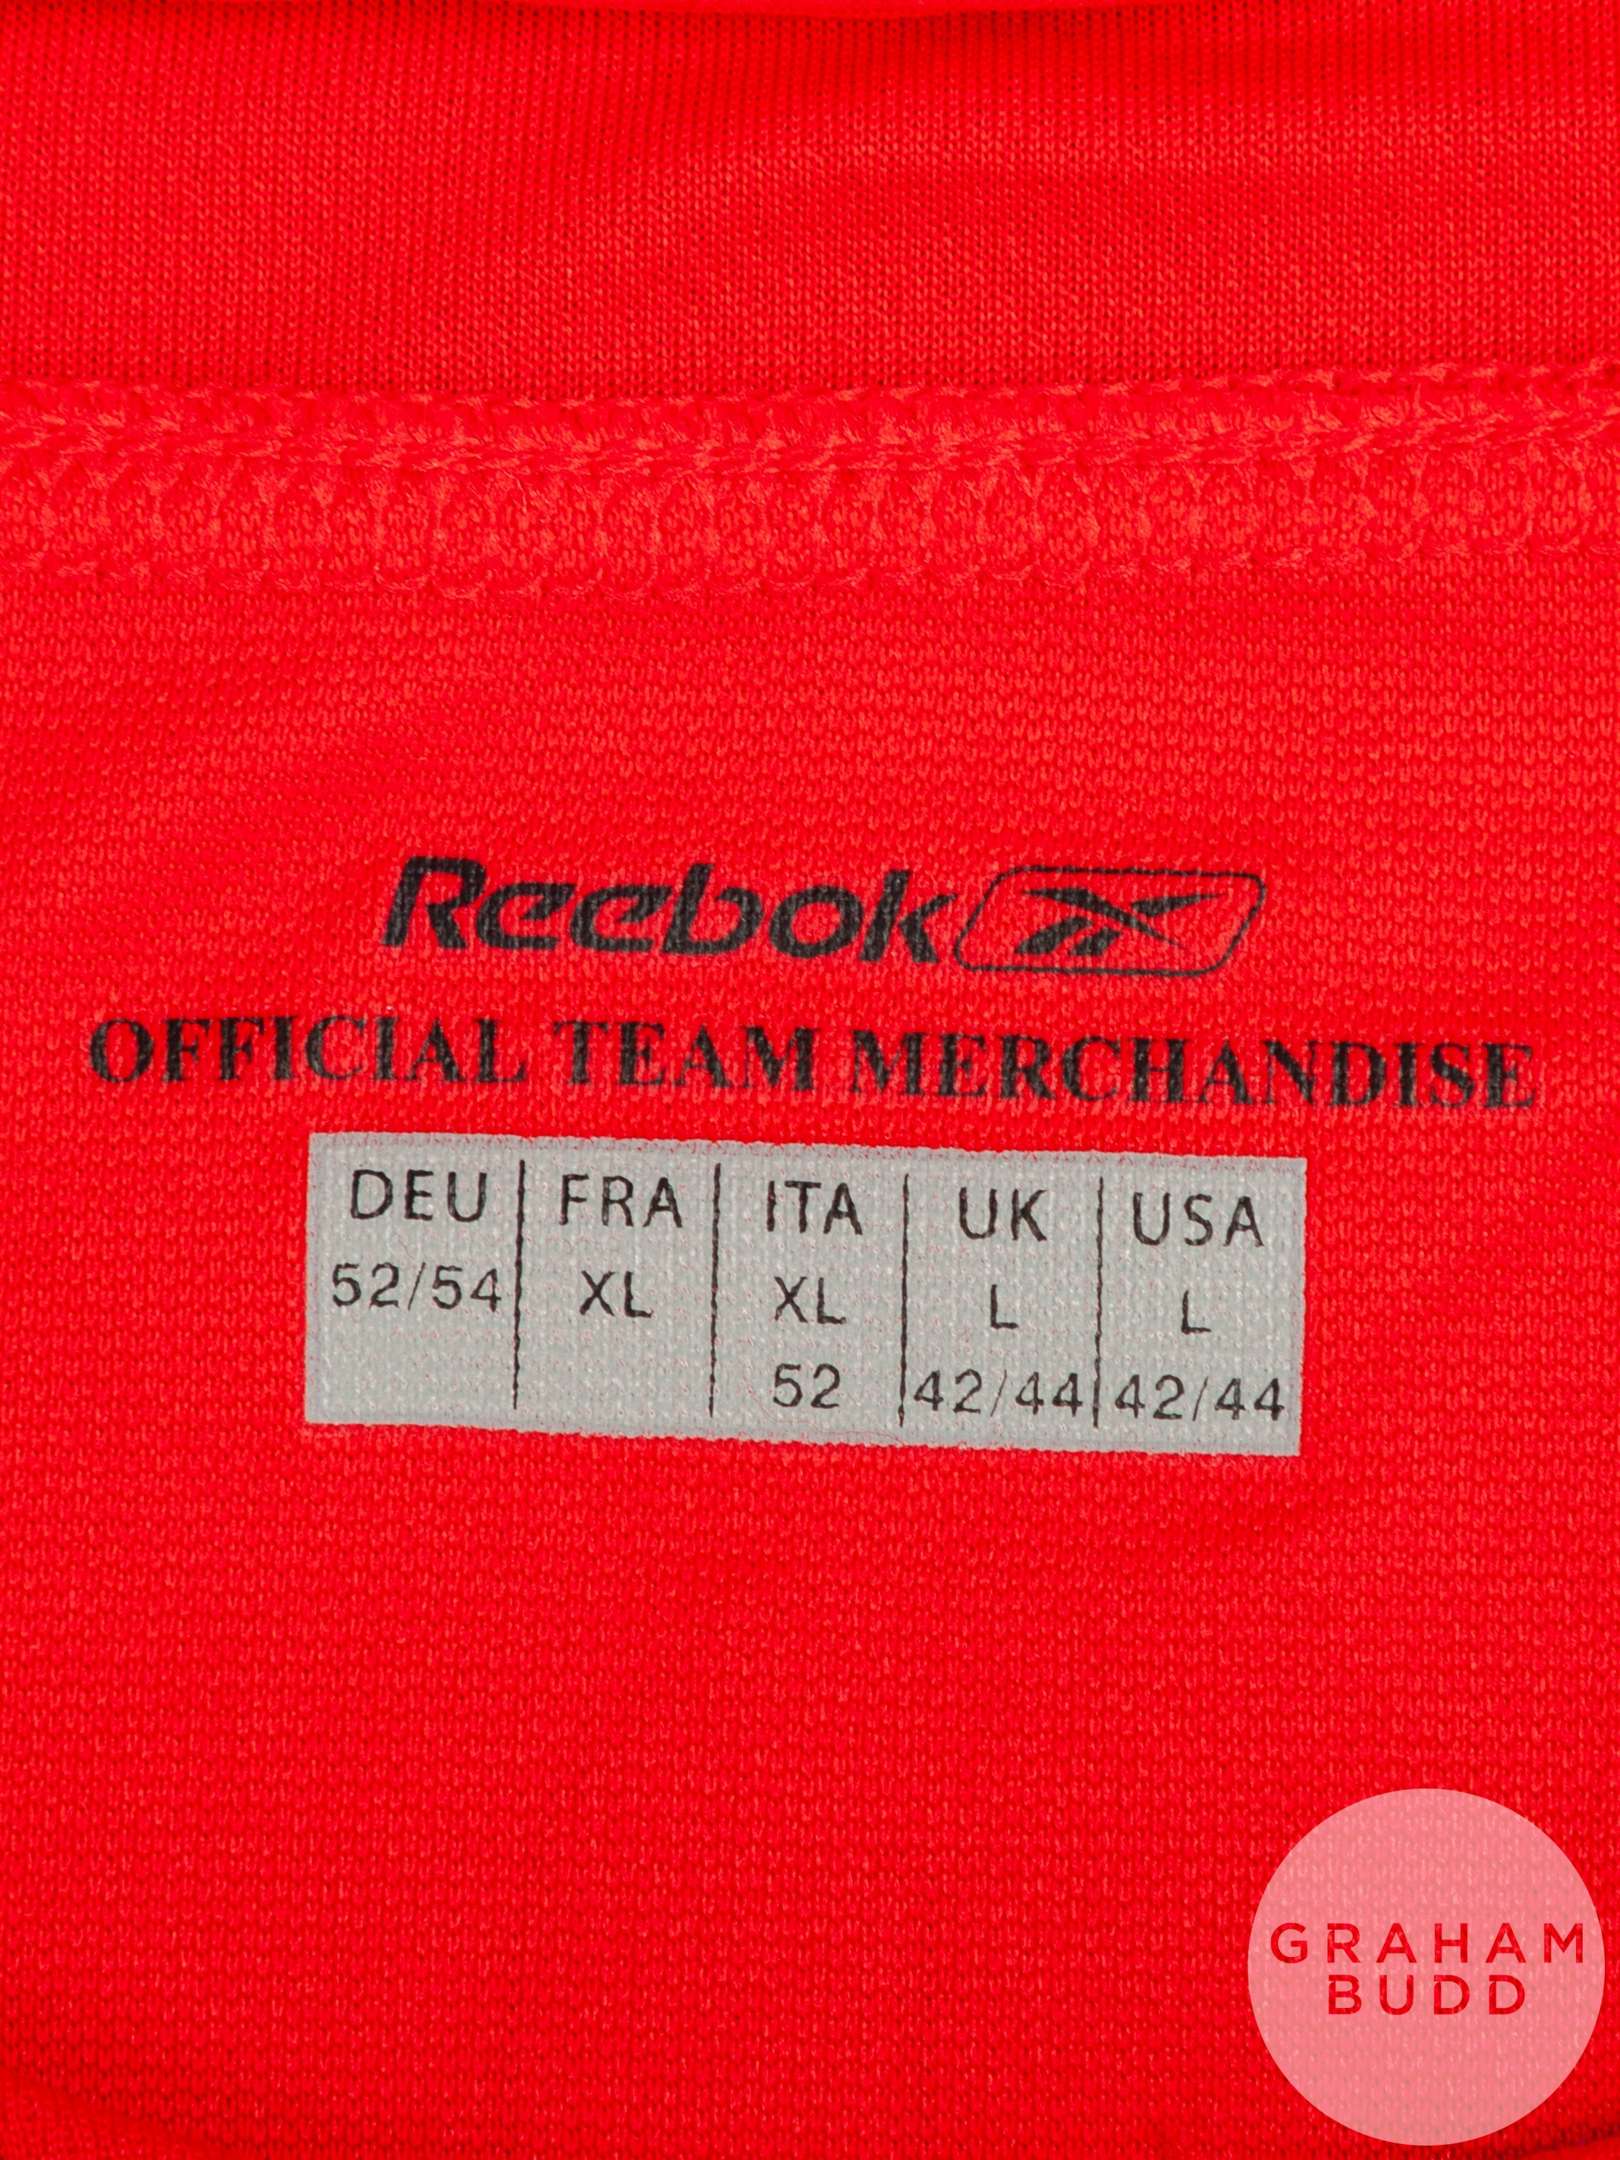 Reebok
OFFICIAL TEAM MERCHANDISE
DEU FRA ITA UK USA
52/54 XL XL L L
52 42/44 42/44
GRAHAM
BUDD